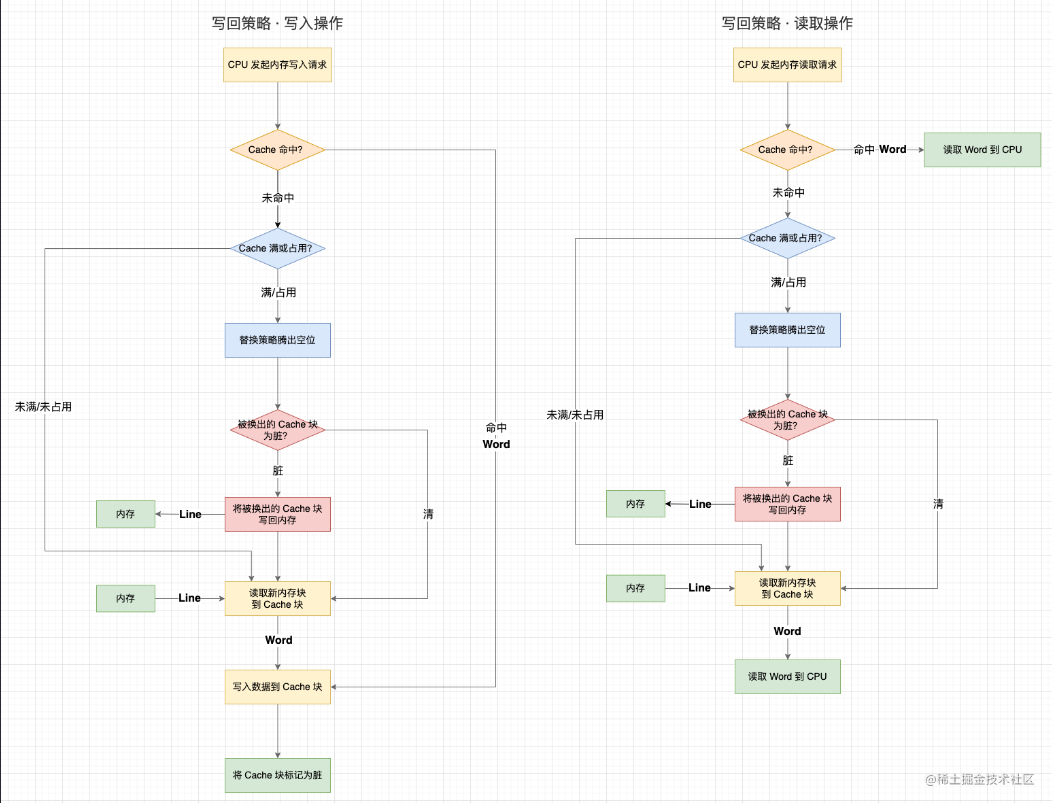 写回策略 · 写入操作
CPU 发起内存写入请求
Cache 命中?
未命中
Cache 满或占用?
满/占用
替换策略腾出空位
未满/未占用
被换出的 Cache 块
为脏?
命中
Word
脏
内存
Line
将被换出的 Cache 块
写回内存
清
内存
Line
读取新内存块
到 Cache 块
Word
写入数据到 Cache 块
将 Cache 块标记为脏
写回策略 · 读取操作
CPU 发起内存读取请求
Cache 命中?
命中 Word
读取 Word 到 CPU
未命中
Cache 满或占用?
满/占用
替换策略腾出空位
未满/未占用
被换出的 Cache 块
为脏?
脏
内存
Line
将被换出的 Cache 块
写回内存
清
内存
Line
读取新内存块
到 Cache 块
Word
读取 Word 到 CPU
@稀土掘金技术社区